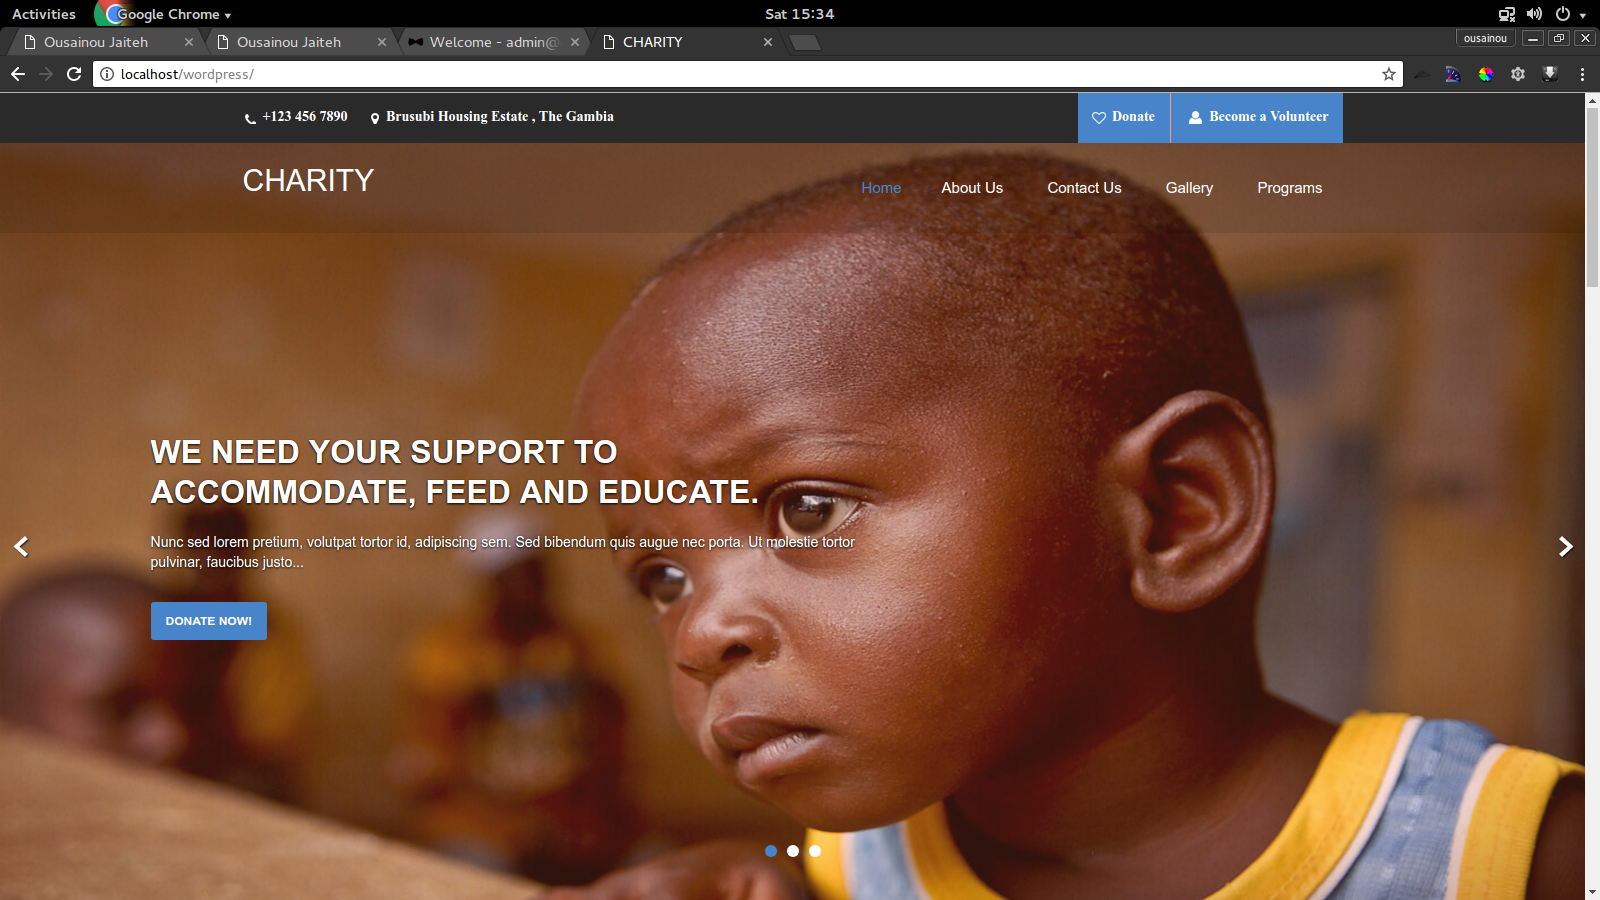 Activities Google Chrome Sat 15:34
Ousainou Jaiteh Ousainou Jaiteh Welcome - admin@ CHARITY ousainou
localhost/wordpress/
+123 456 7890 Brusubi Housing Estate , The Gambia Donate Become a Volunteer
CHARITY Home About Us Contact Us Gallery Programs
WE NEED YOUR SUPPORT TO
ACCOMMODATE, FEED AND EDUCATE.
Nunc sed lorem pretium, volutpat tortor id, adipiscing sem. Sed bibendum quis augue nec porta. Ut molestie tortor
pulvinar, faucibus justo...
DONATE NOW!